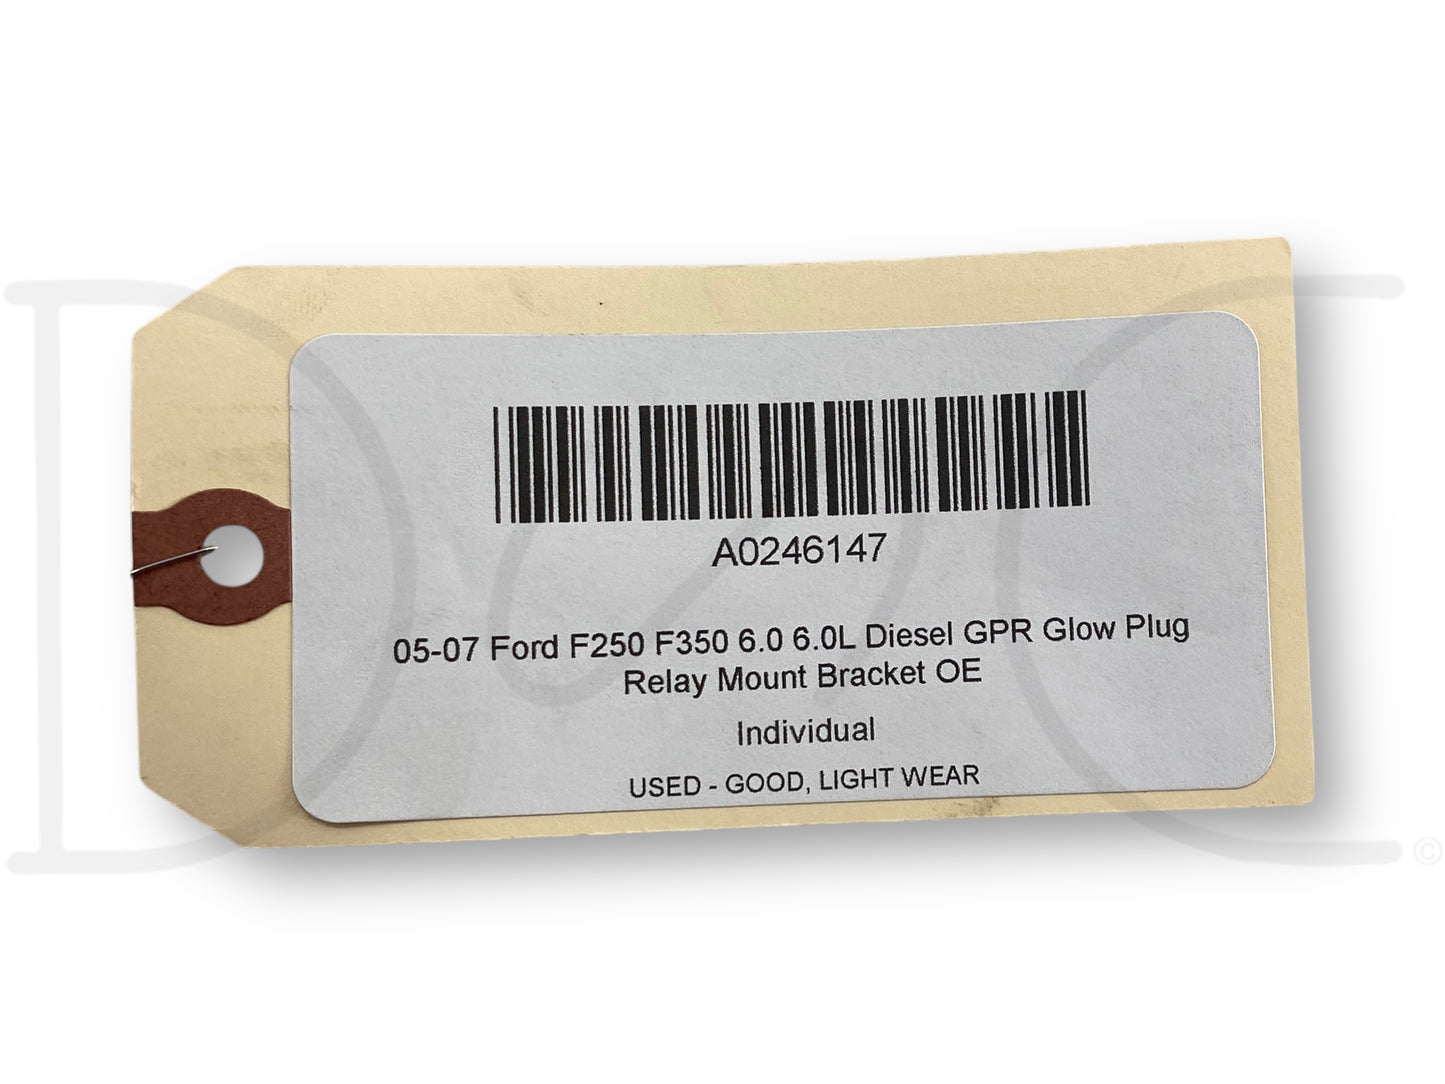 A0246147
05-07 Ford F250 F350 6.0 6.0L Diesel GPR Glow Plug
Relay Mount Bracket OE
Individual
USED - GOOD, LIGHT WEAR
©